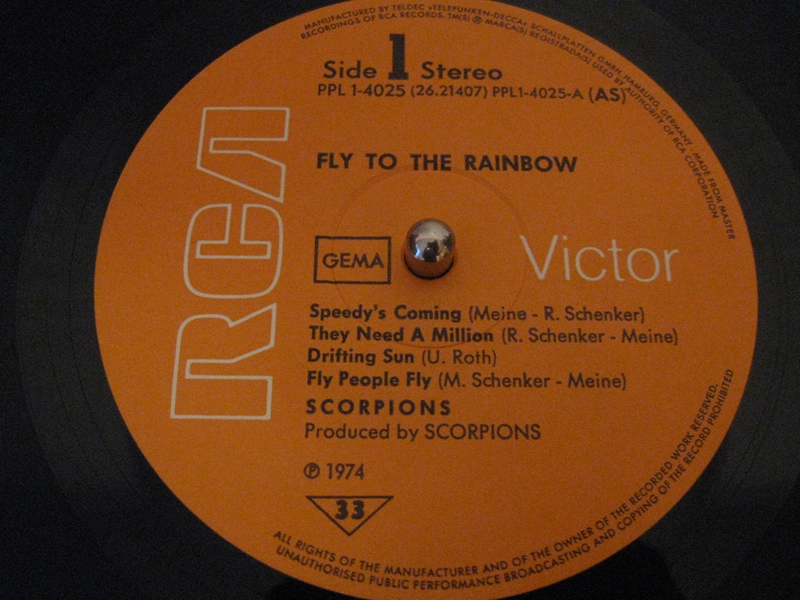 MANUFACTURED BY TELDEC »TELEFUNKEN-DECCA« SCHALLPLATTEN GMBH, HAMBURG, GERMANY · MADE FROM MASTER
RECORDINGS OF RCA RECORDS. TM(S) ® MARCA(S) REGISTRADA(S) USED BY AUTHORITY OF RCA CORPORATION
Side 1 Stereo
PPL 1-4025 (26.21407) PPL1-4025-A (AS)
RCA
FLY TO THE RAINBOW
GEMA
Victor
Speedy's Coming (Meine - R. Schenker)
They Need A Million (R. Schenker - Meine)
Drifting Sun (U. Roth)
Fly People Fly (M. Schenker - Meine)
SCORPIONS
Produced by SCORPIONS
℗ 1974
33
ALL RIGHTS OF THE MANUFACTURER AND OF THE OWNER OF THE RECORDED WORK RESERVED.
UNAUTHORISED PUBLIC PERFORMANCE BROADCASTING AND COPYING OF THE RECORD PROHIBITED